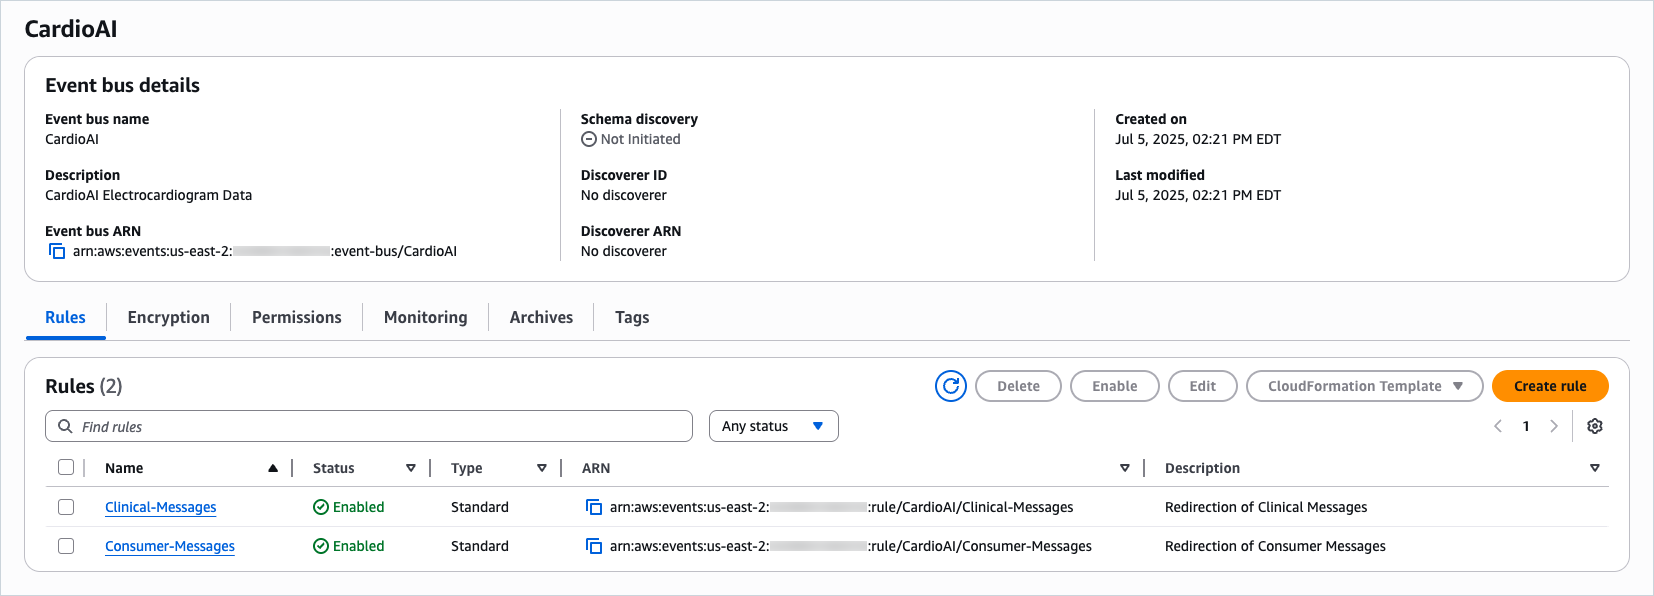 CardioAI
Event bus details
Event bus name
CardioAI
Description
CardioAI Electrocardiogram Data
Event bus ARN
arn:aws:events:us-east-2: :event-bus/CardioAI
Schema discovery
Not Initiated
Discoverer ID
No discoverer
Discoverer ARN
No discoverer
Created on
Jul 5, 2025, 02:21 PM EDT
Last modified
Jul 5, 2025, 02:21 PM EDT
Rules Encryption Permissions Monitoring Archives Tags
Rules (2) Delete Enable Edit CloudFormation Template Create rule
Find rules Any status 1
Name Status Type ARN Description
Clinical-Messages Enabled Standard arn:aws:events:us-east-2: :rule/CardioAI/Clinical-Messages Redirection of Clinical Messages
Consumer-Messages Enabled Standard arn:aws:events:us-east-2: :rule/CardioAI/Consumer-Messages Redirection of Consumer Messages